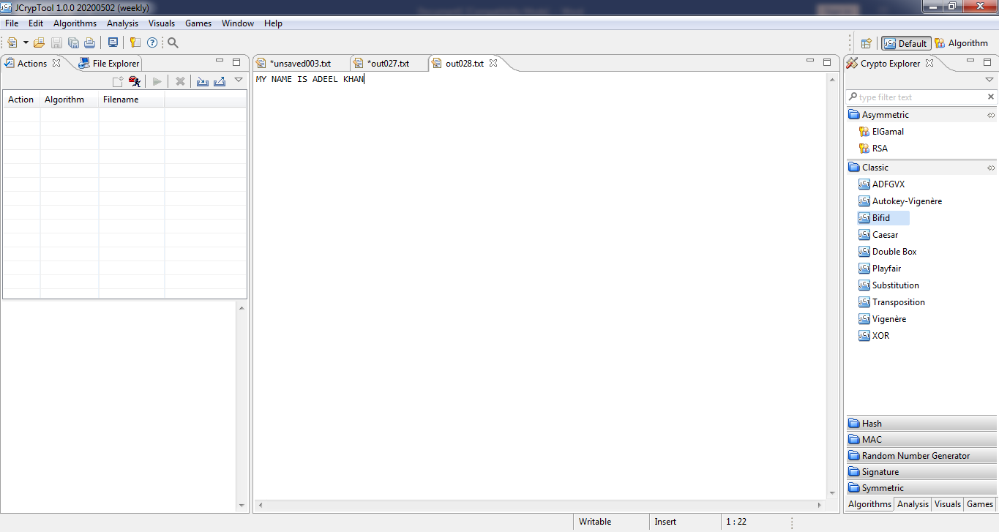 JCrypTool 1.0.0 20200502 (weekly)
File Edit Algorithms Analysis Visuals Games Window Help
Default Algorithm
Actions File Explorer
Action Algorithm Filename
*unsaved003.txt *out027.txt out028.txt
MY NAME IS ADEEL KHAN
Crypto Explorer
type filter text
Asymmetric
ElGamal
RSA
Classic
ADFGVX
Autokey-Vigenère
Bifid
Caesar
Double Box
Playfair
Substitution
Transposition
Vigenère
XOR
Hash
MAC
Random Number Generator
Signature
Symmetric
Algorithms Analysis Visuals Games
Writable Insert 1 : 22